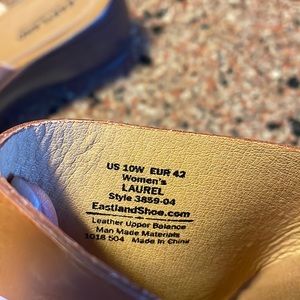 EASTLAND
US 10W EUR 42
Women's
LAUREL
Style 3859-04
EastlandShoe.com
Leather Upper Balance
Man Made Materials
1018 504 Made In China